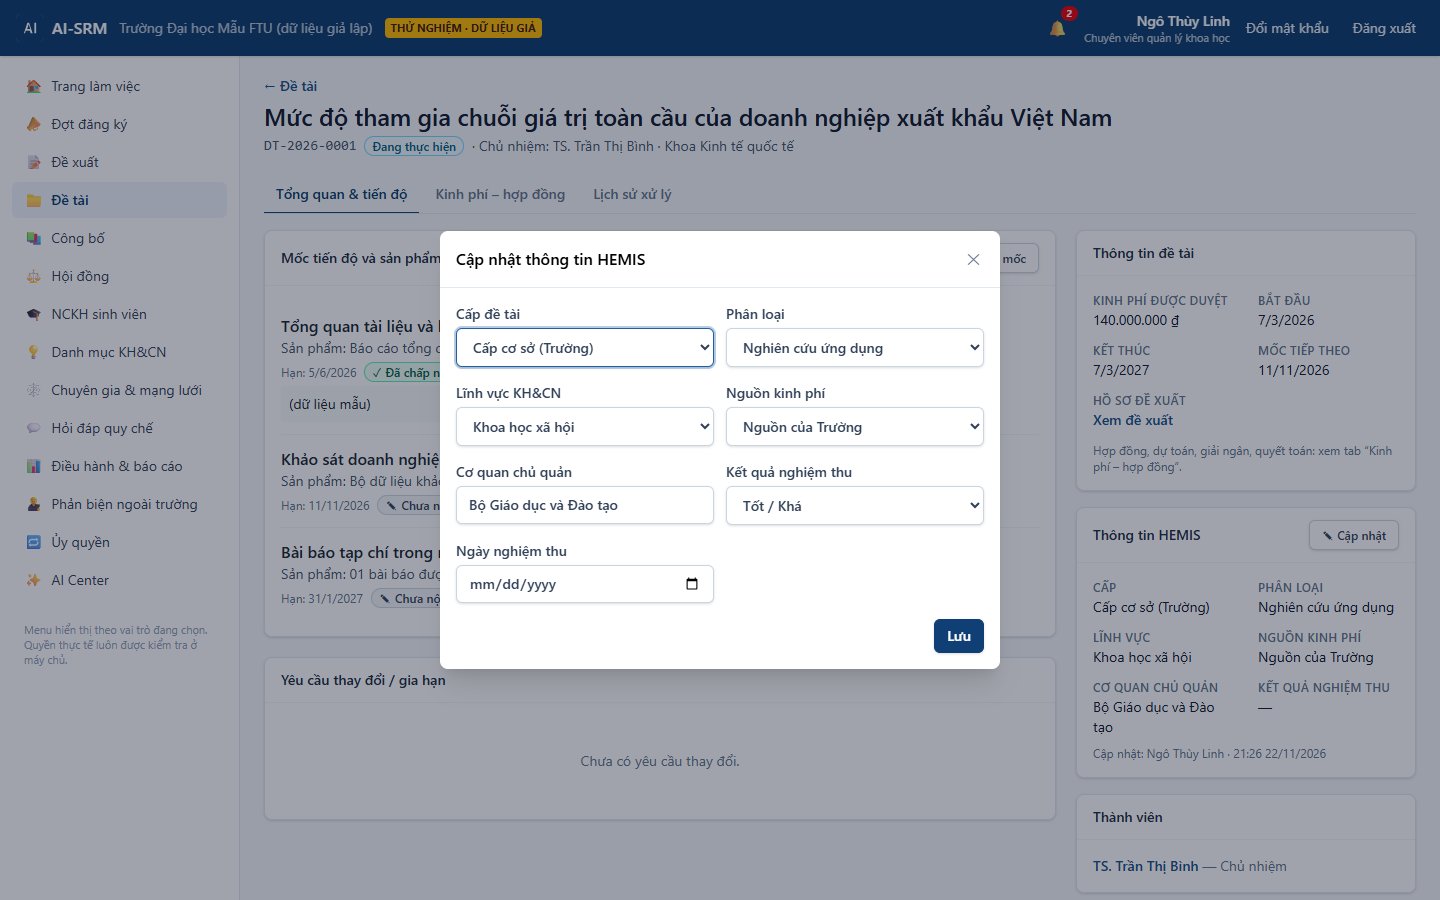 AI AI-SRM Trường Đại học Mẫu FTU (dữ liệu giả lập) THỬ NGHIỆM · DỮ LIỆU GIẢ
2
Ngô Thùy Linh
Chuyên viên quản lý khoa học
Đổi mật khẩu
Đăng xuất
Trang làm việc
Đợt đăng ký
Đề xuất
Đề tài
Công bố
Hội đồng
NCKH sinh viên
Danh mục KH&CN
Chuyên gia & mạng lưới
Hỏi đáp quy chế
Điều hành & báo cáo
Phản biện ngoài trường
Ủy quyền
AI Center
Menu hiển thị theo vai trò đang chọn.
Quyền thực tế luôn được kiểm tra ở
máy chủ.
← Đề tài
Mức độ tham gia chuỗi giá trị toàn cầu của doanh nghiệp xuất khẩu Việt Nam
DT-2026-0001 Đang thực hiện · Chủ nhiệm: TS. Trần Thị Bình · Khoa Kinh tế quốc tế
Tổng quan & tiến độ
Kinh phí – hợp đồng
Lịch sử xử lý
Mốc tiến độ và sản phẩm
mốc
Tổng quan tài liệu và
Sản phẩm: Báo cáo tổng
Hạn: 5/6/2026 ✓ Đã chấp
(dữ liệu mẫu)
Khảo sát doanh nghiệ
Sản phẩm: Bộ dữ liệu khảo
Hạn: 11/11/2026 Chưa n
Bài báo tạp chí trong
Sản phẩm: 01 bài báo đượ
Hạn: 31/1/2027 Chưa nộ
Yêu cầu thay đổi / gia hạn
Chưa có yêu cầu thay đổi.
Cập nhật thông tin HEMIS
Cấp đề tài
Cấp cơ sở (Trường)
Phân loại
Nghiên cứu ứng dụng
Lĩnh vực KH&CN
Khoa học xã hội
Nguồn kinh phí
Nguồn của Trường
Cơ quan chủ quản
Bộ Giáo dục và Đào tạo
Kết quả nghiệm thu
Tốt / Khá
Ngày nghiệm thu
mm/dd/yyyy
Lưu
Thông tin đề tài
KINH PHÍ ĐƯỢC DUYỆT
140.000.000 ₫
BẮT ĐẦU
7/3/2026
KẾT THÚC
7/3/2027
MỐC TIẾP THEO
11/11/2026
HỒ SƠ ĐỀ XUẤT
Xem đề xuất
Hợp đồng, dự toán, giải ngân, quyết toán: xem tab “Kinh
phí – hợp đồng”.
Thông tin HEMIS
Cập nhật
CẤP
Cấp cơ sở (Trường)
PHÂN LOẠI
Nghiên cứu ứng dụng
LĨNH VỰC
Khoa học xã hội
NGUỒN KINH PHÍ
Nguồn của Trường
CƠ QUAN CHỦ QUẢN
Bộ Giáo dục và Đào
tạo
KẾT QUẢ NGHIỆM THU
—
Cập nhật: Ngô Thùy Linh · 21:26 22/11/2026
Thành viên
TS. Trần Thị Bình — Chủ nhiệm